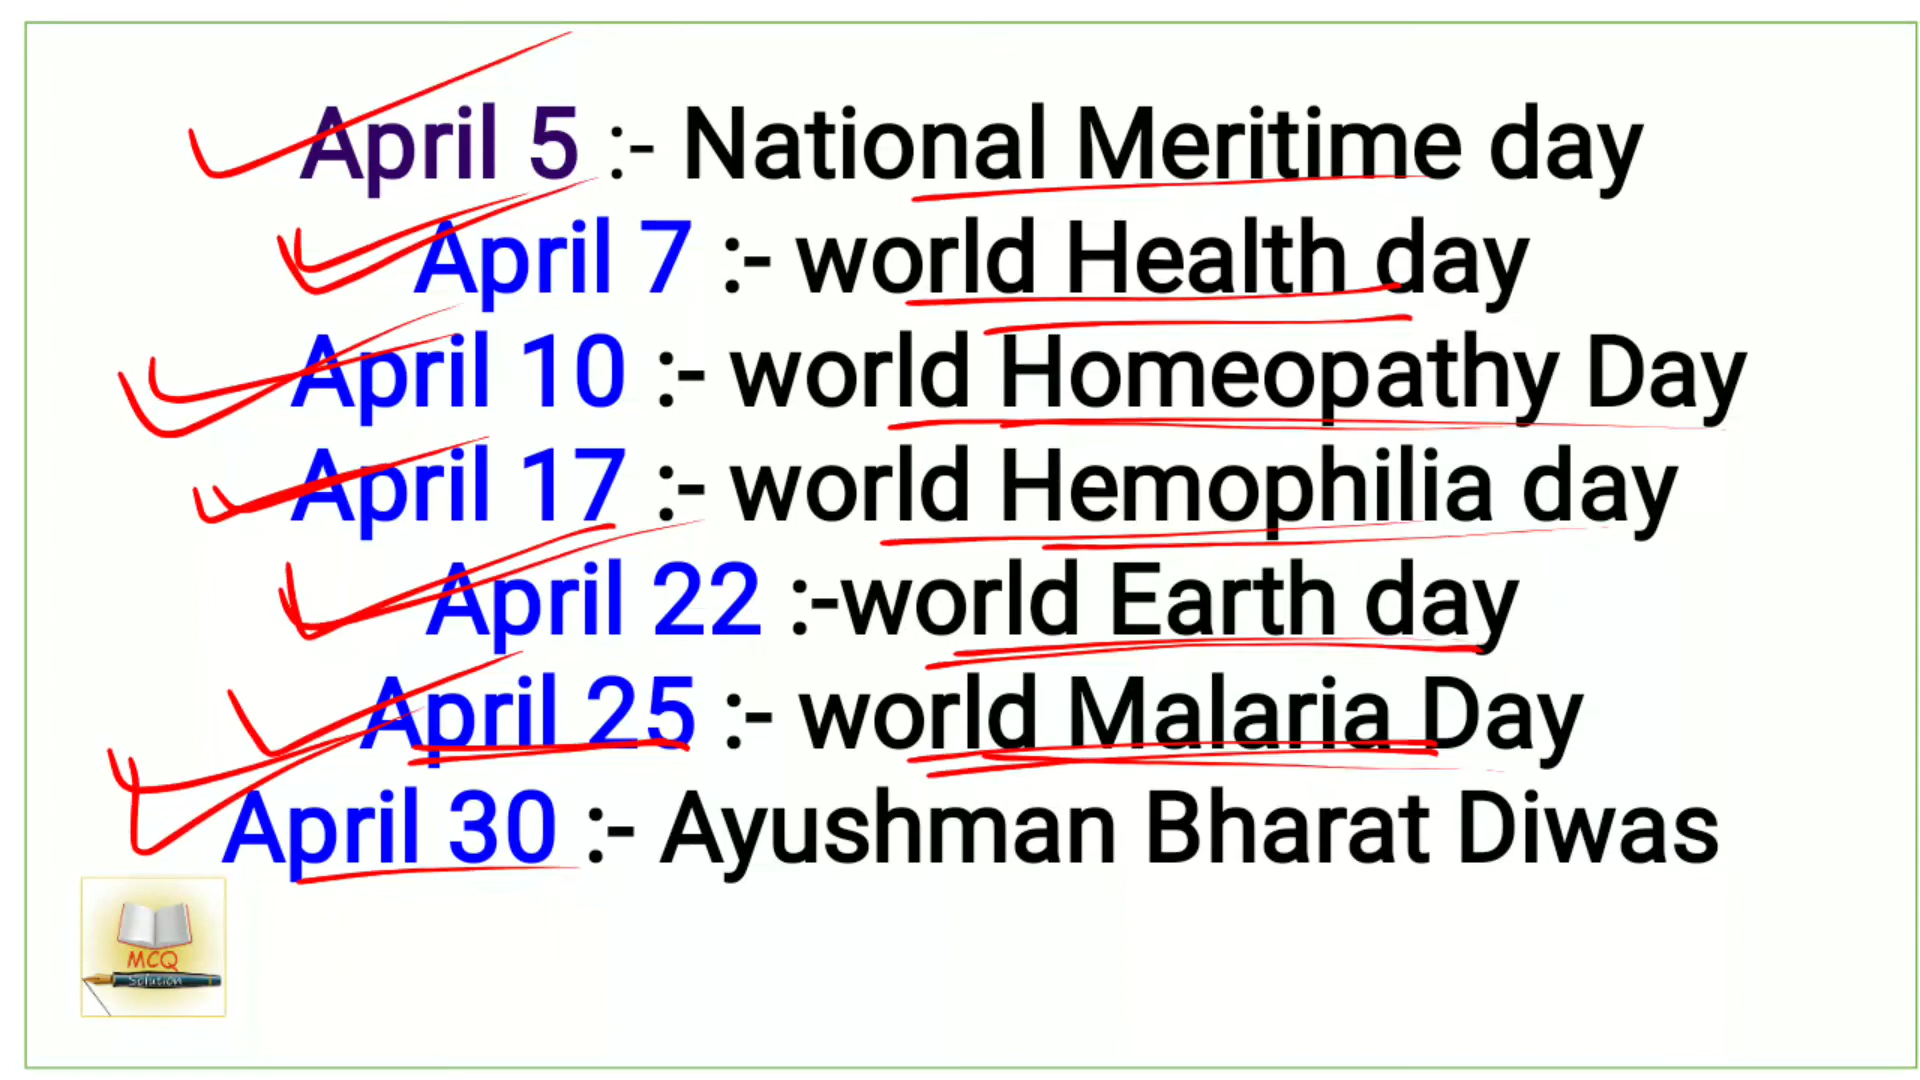 April 5 :- National Meritime day
April 7 :- world Health day
April 10 :- world Homeopathy Day
April 17 :- world Hemophilia day
April 22 :-world Earth day
April 25 :- world Malaria Day
April 30 :- Ayushman Bharat Diwas
MCQ
Solution